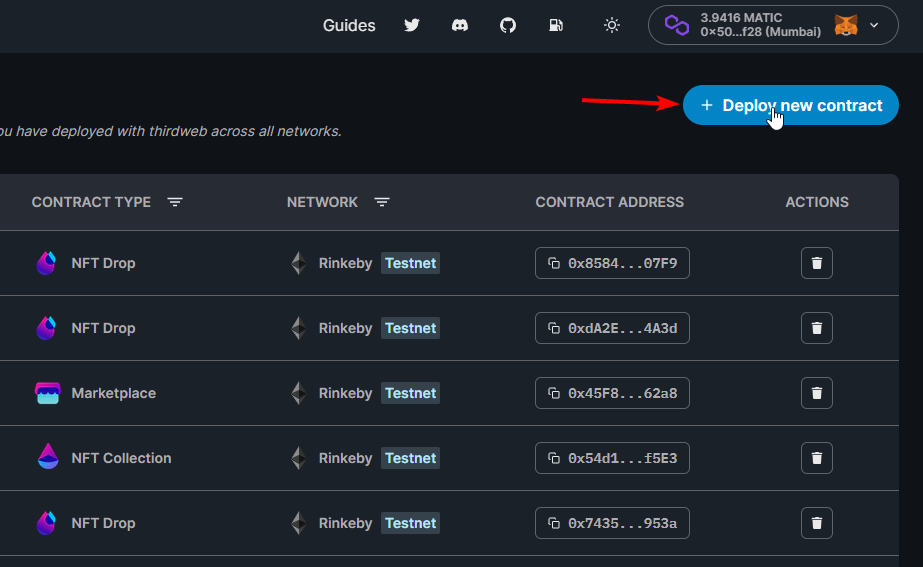 Guides
3.9416 MATIC
0x50...f28 (Mumbai)
+ Deploy new contract
ou have deployed with thirdweb across all networks.
CONTRACT TYPE NETWORK CONTRACT ADDRESS ACTIONS
NFT Drop Rinkeby Testnet 0x8584...07F9
NFT Drop Rinkeby Testnet 0xdA2E...4A3d
Marketplace Rinkeby Testnet 0x45F8...62a8
NFT Collection Rinkeby Testnet 0x54d1...f5E3
NFT Drop Rinkeby Testnet 0x7435...953a